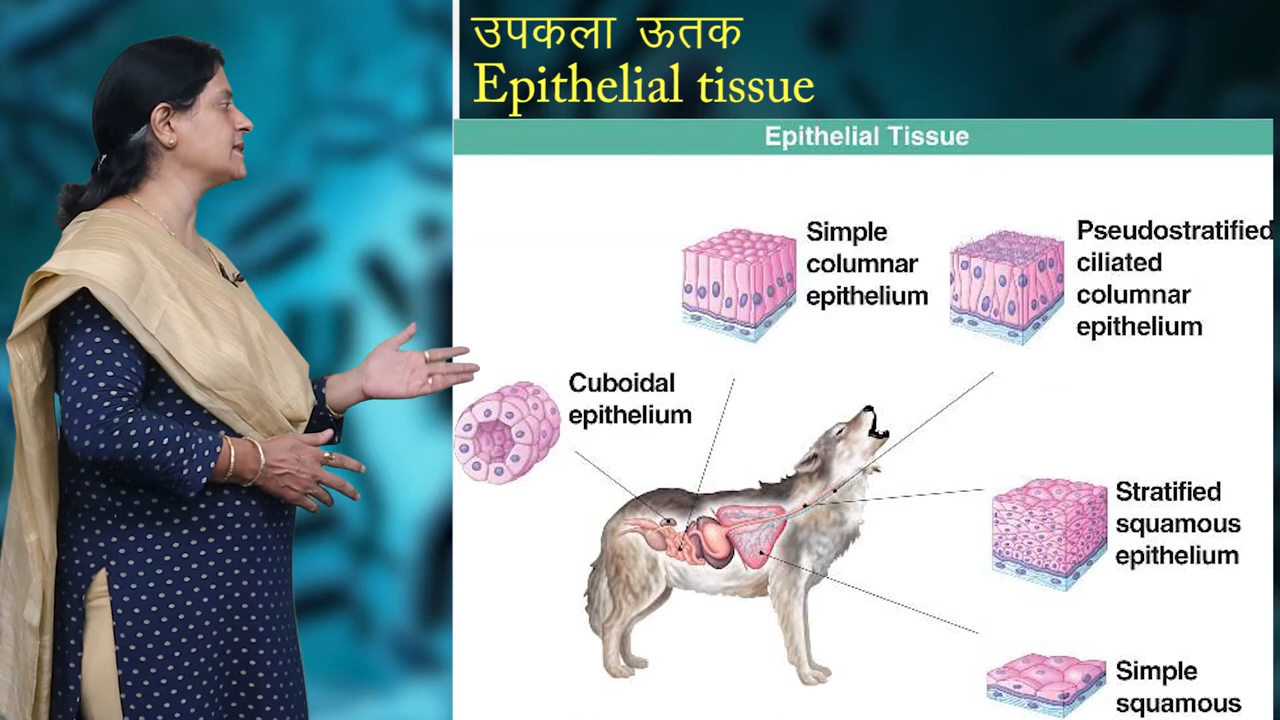 उपकला ऊतक
Epithelial tissue
Epithelial Tissue
Simple
columnar
epithelium
Pseudostratified
ciliated
columnar
epithelium
Cuboidal
epithelium
Stratified
squamous
epithelium
Simple
squamous